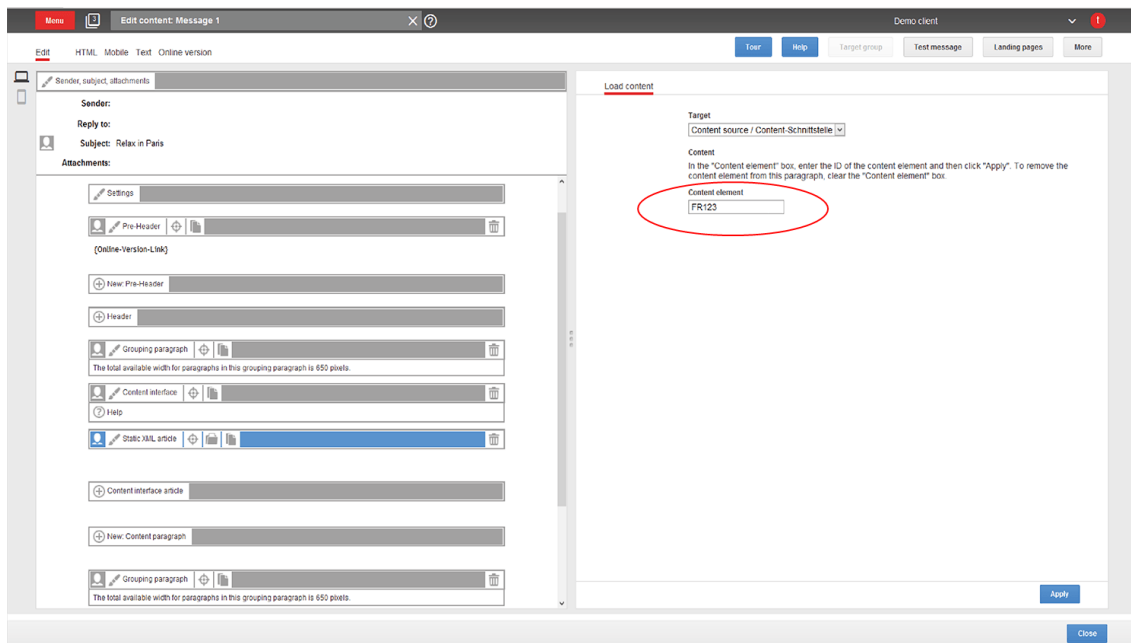 Menu
3
Edit content: Message 1
Demo client
Edit
HTML Mobile Text Online version
Tour
Help
Target group
Test message
Landing pages
More
Sender, subject, attachments
Sender:
Reply to:
Subject: Relax in Paris
Attachments:
Settings
Pre-Header
{Online-Version-Link}
New: Pre-Header
Header
Grouping paragraph
The total available width for paragraphs in this grouping paragraph is 650 pixels.
Content interface
Help
Static XML article
Content interface article
New: Content paragraph
Grouping paragraph
The total available width for paragraphs in this grouping paragraph is 650 pixels.
Load content
Target
Content source / Content-Schnittstelle
Content
In the "Content element" box, enter the ID of the content element and then click "Apply". To remove the
content element from this paragraph, clear the "Content element" box.
Content element
FR123
Apply
Close